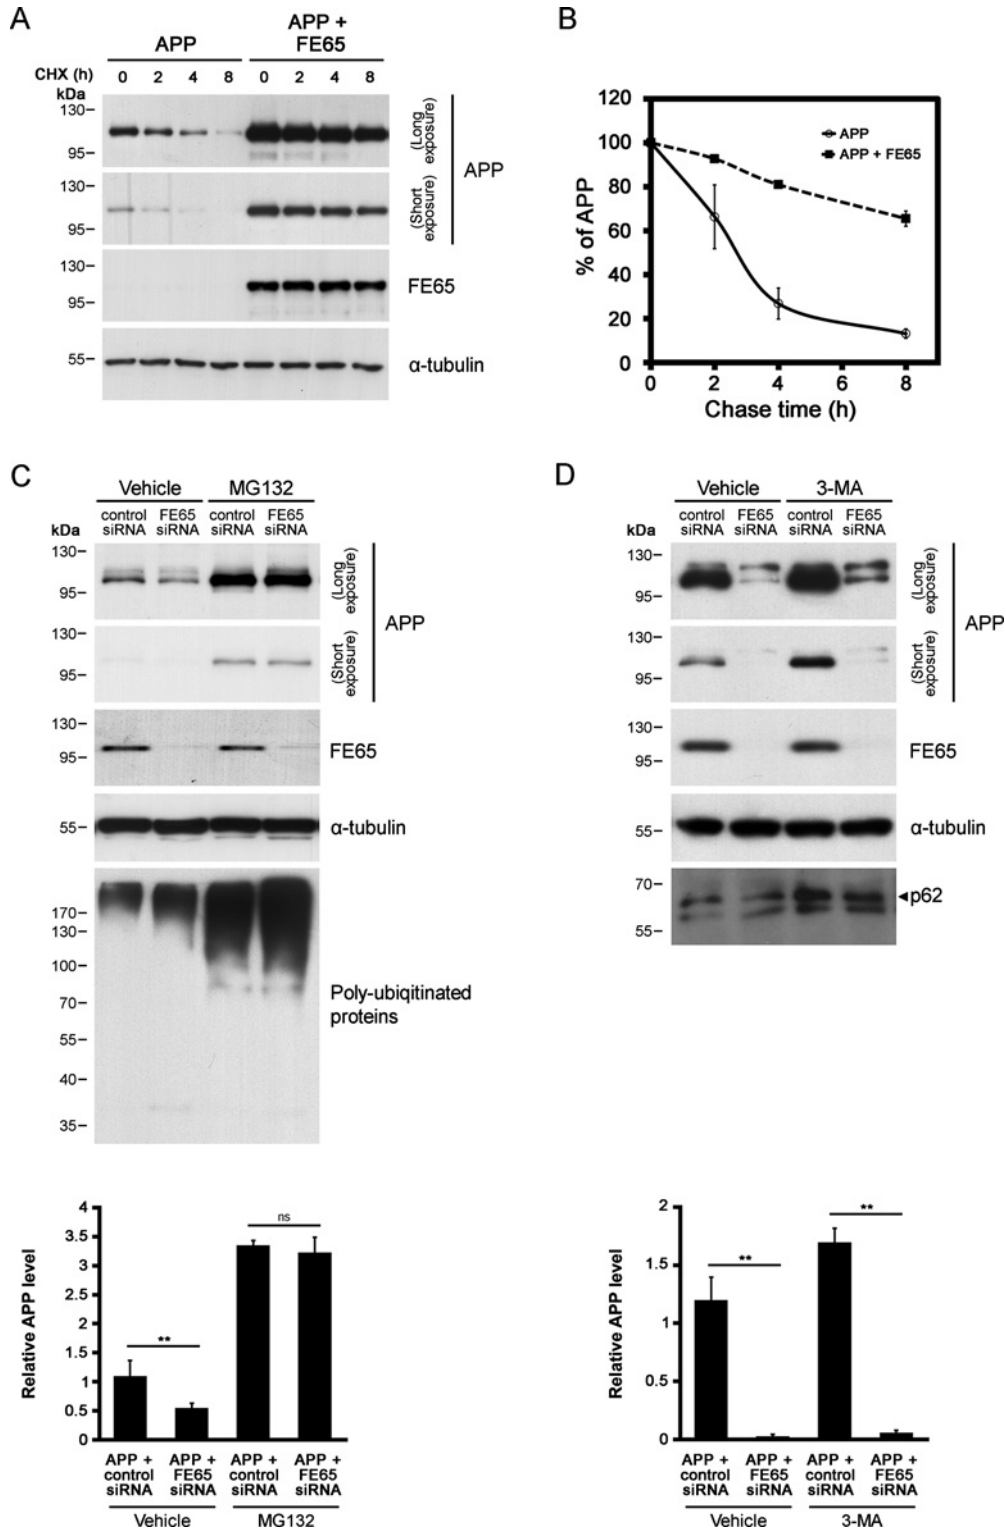 A
APP
APP +
FE65
CHX (h)
0 2 4 8 0 2 4 8
kDa
130
95
(Long
exposure)
APP
130
95
(Short
exposure)
130
95
FE65
55
α-tubulin
B
120
100
80
60
40
20
0
% of APP
APP
APP + FE65
0 2 4 6 8
Chase time (h)
C
Vehicle MG132
control
siRNA
FE65
siRNA
control
siRNA
FE65
siRNA
kDa
130
95
(Long
exposure)
APP
130
95
(Short
exposure)
130
95
FE65
55
α-tubulin
170
130
100
70
55
40
35
Poly-ubiqitinated
proteins
4
3.5
3
2.5
2
1.5
1
0.5
0
Relative APP level
**
ns
APP +
control
siRNA
APP +
FE65
siRNA
APP +
control
siRNA
APP +
FE65
siRNA
Vehicle MG132
D
Vehicle 3-MA
control
siRNA
FE65
siRNA
control
siRNA
FE65
siRNA
kDa
130
95
(Long
exposure)
APP
130
95
(Short
exposure)
130
95
FE65
55
α-tubulin
70
55
p62
2
1.5
1
0.5
0
Relative APP level
**
**
APP +
control
siRNA
APP +
FE65
siRNA
APP +
control
siRNA
APP +
FE65
siRNA
Vehicle 3-MA